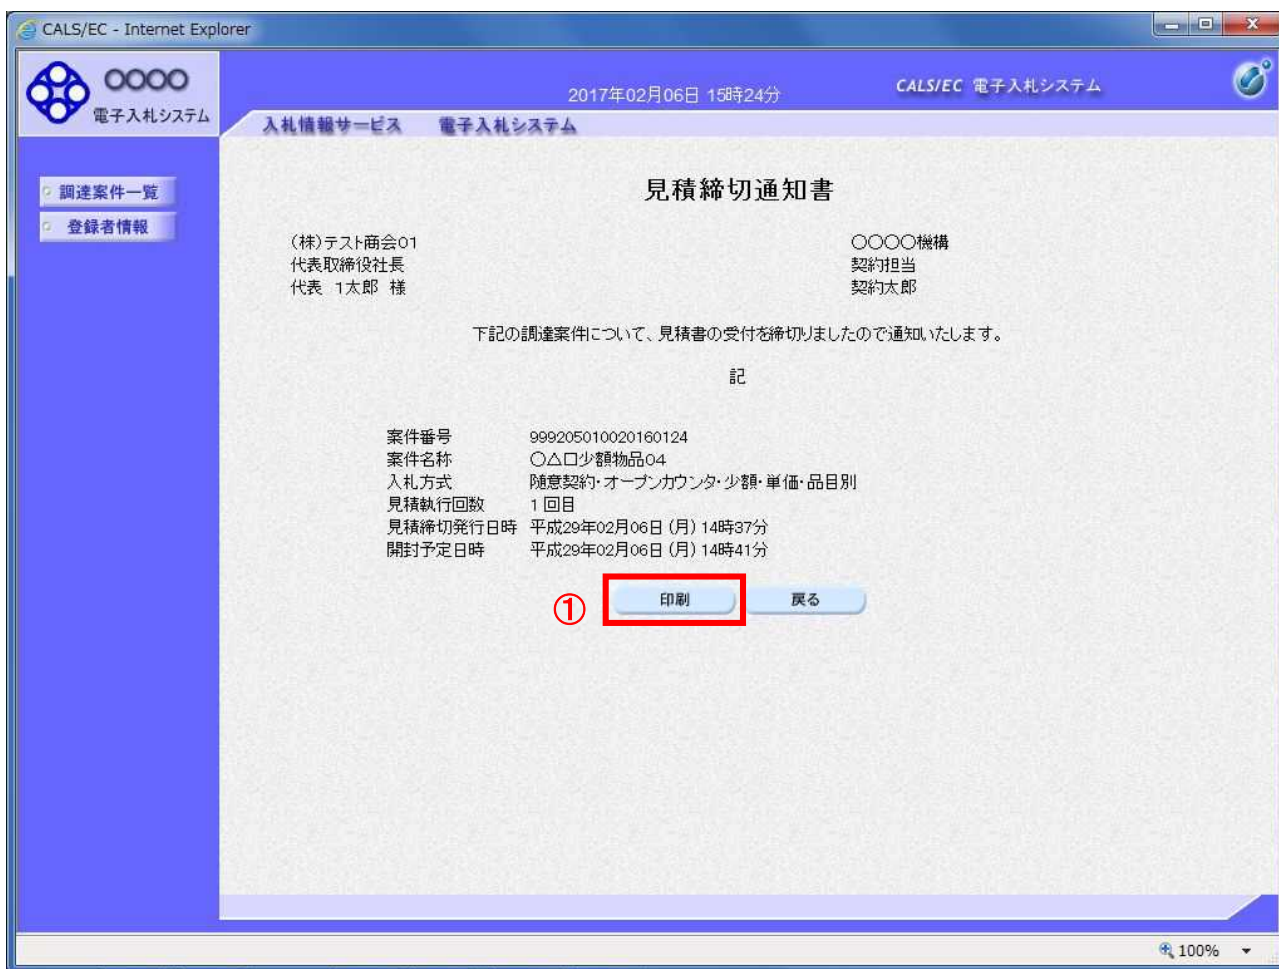 CALS/EC - Internet Explorer
○○○○
電子入札システム
2017年02月06日 15時24分
CALS/EC 電子入札システム
入札情報サービス 電子入札システム
調達案件一覧
登録者情報
見積締切通知書
(株)テスト商会01
代表取締役社長
代表 1太郎 様
○○○○機構
契約担当
契約太郎
下記の調達案件について、見積書の受付を締切りましたので通知いたします。
記
案件番号 999205010020160124
案件名称 ○△□少額物品04
入札方式 随意契約・オープンカウンタ・少額・単価・品目別
見積執行回数 1回目
見積締切発行日時 平成29年02月06日(月)14時37分
開封予定日時 平成29年02月06日(月)14時41分
① 印刷 戻る
100%